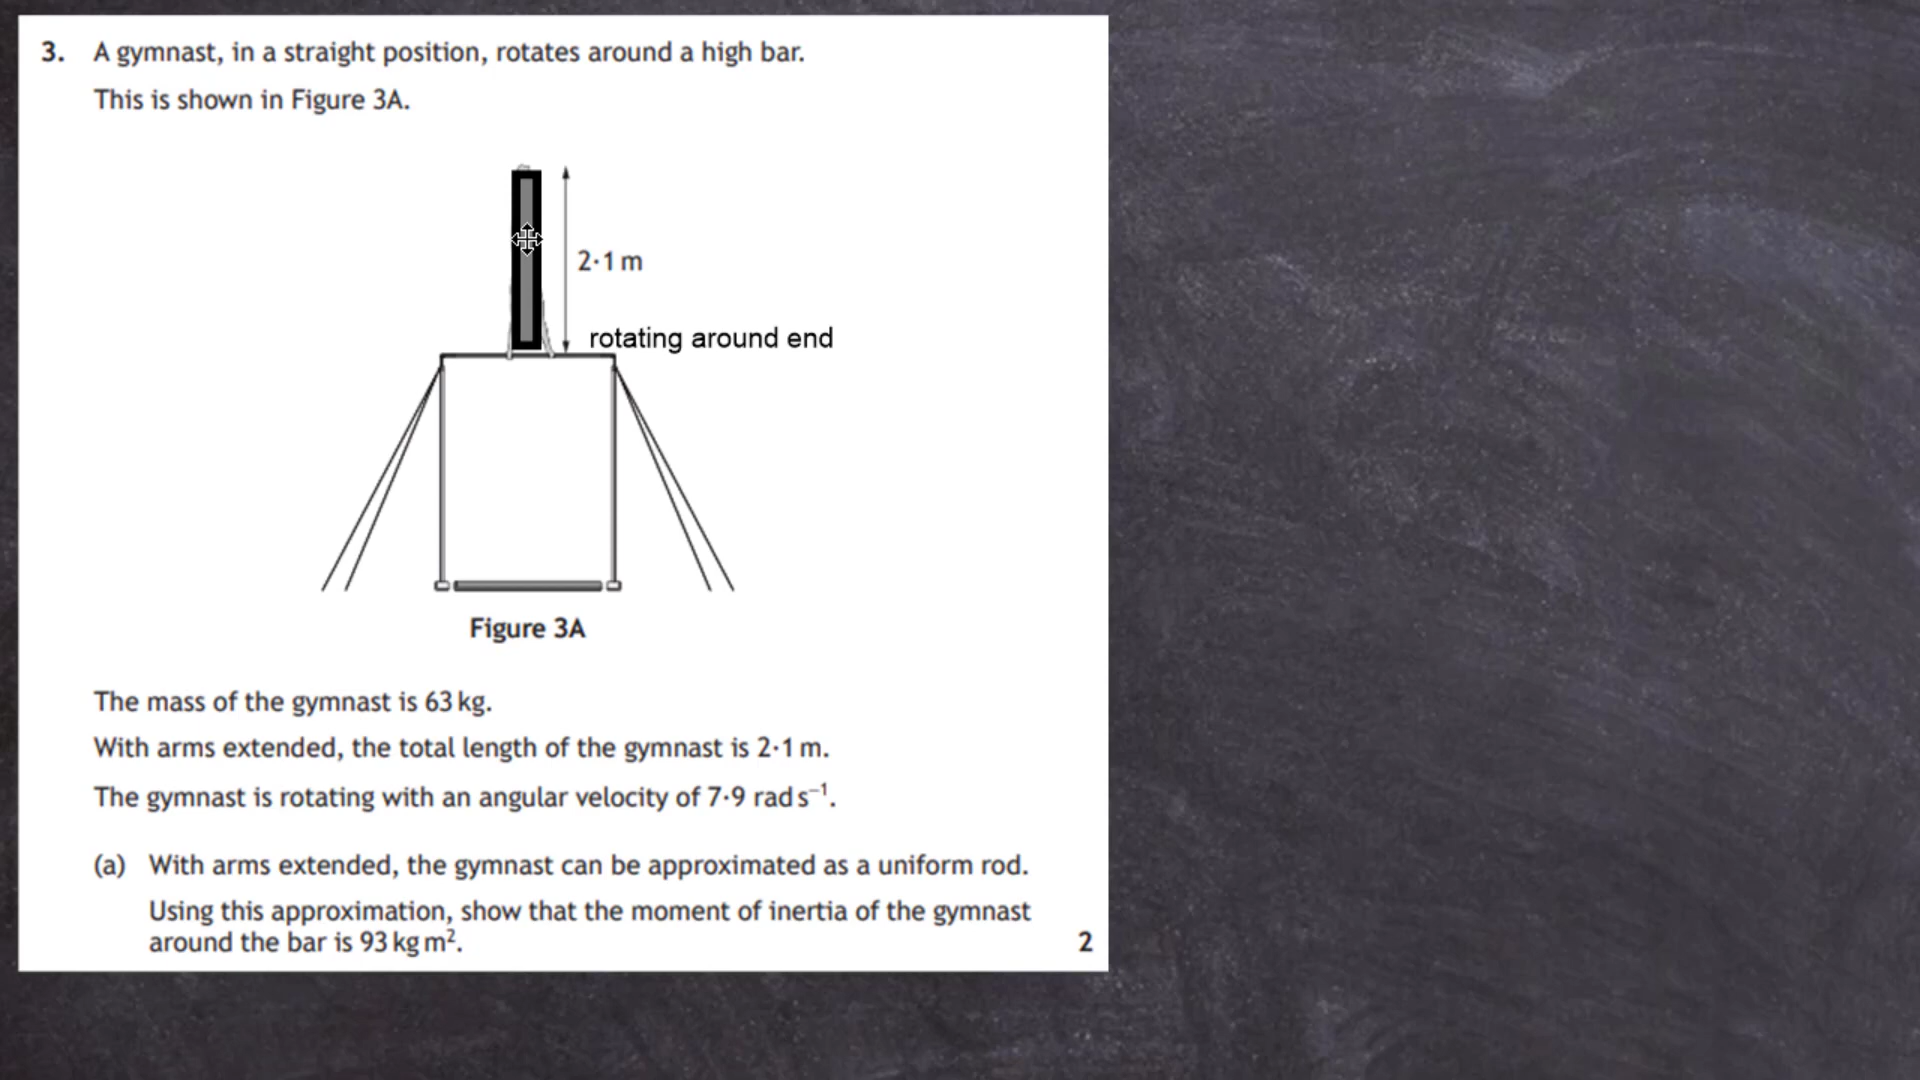 3. A gymnast, in a straight position, rotates around a high bar.
This is shown in Figure 3A.
2·1 m
rotating around end
Figure 3A
The mass of the gymnast is 63 kg.
With arms extended, the total length of the gymnast is 2·1 m.
The gymnast is rotating with an angular velocity of 7·9 rad s⁻¹.
(a) With arms extended, the gymnast can be approximated as a uniform rod.
Using this approximation, show that the moment of inertia of the gymnast
around the bar is 93 kg m². 2